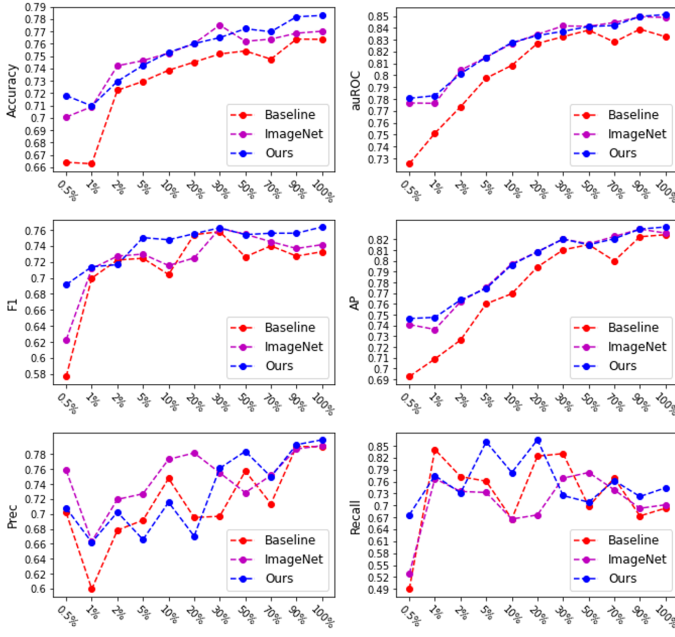 Accuracy
0.79
0.78
0.77
0.76
0.75
0.74
0.73
0.72
0.71
0.7
0.69
0.68
0.67
0.66
Baseline
ImageNet
Ours
0.5% 1% 2% 5% 10% 20% 30% 50% 70% 90% 100%
auROC
0.85
0.84
0.83
0.82
0.81
0.8
0.79
0.78
0.77
0.76
0.75
0.74
0.73
Baseline
ImageNet
Ours
0.5% 1% 2% 5% 10% 20% 30% 50% 70% 90% 100%
F1
0.76
0.74
0.72
0.7
0.68
0.66
0.64
0.62
0.6
0.58
Baseline
ImageNet
Ours
0.5% 1% 2% 5% 10% 20% 30% 50% 70% 90% 100%
AP
0.82
0.81
0.8
0.79
0.78
0.77
0.76
0.75
0.74
0.73
0.72
0.71
0.7
0.69
Baseline
ImageNet
Ours
0.5% 1% 2% 5% 10% 20% 30% 50% 70% 90% 100%
Prec
0.78
0.76
0.74
0.72
0.7
0.68
0.66
0.64
0.62
0.6
Baseline
ImageNet
Ours
0.5% 1% 2% 5% 10% 20% 30% 50% 70% 90% 100%
Recall
0.85
0.82
0.79
0.76
0.73
0.7
0.67
0.64
0.61
0.58
0.55
0.52
0.49
Baseline
ImageNet
Ours
0.5% 1% 2% 5% 10% 20% 30% 50% 70% 90% 100%